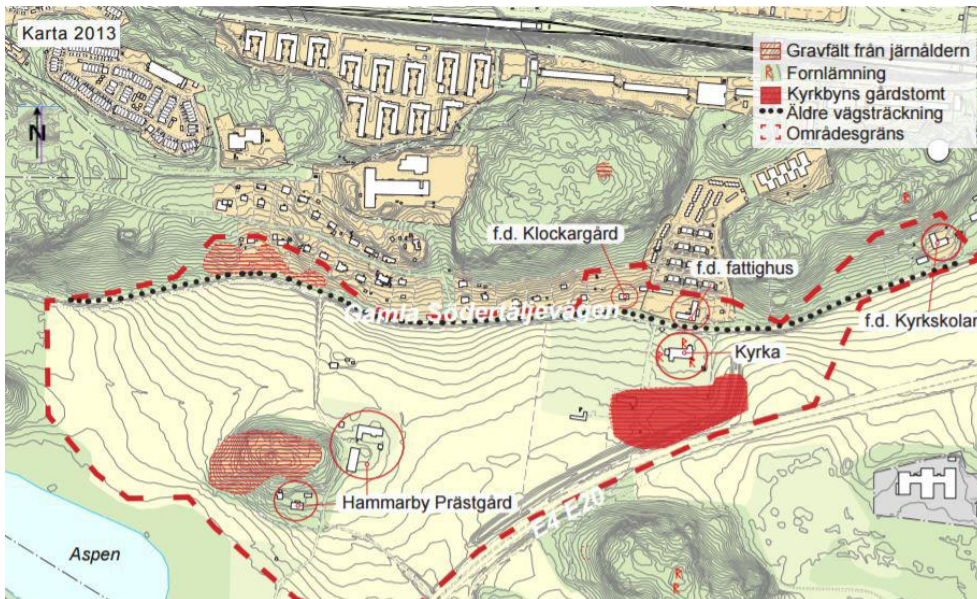 Karta 2013
Gravfält från järnåldern
R Fornlämning
Kyrkbyns gårdstomt
Äldre vägsträckning
Områdesgräns
N
f.d. Klockargård
f.d. fattighus
Gamla Södertäljevägen
f.d. Kyrkskolan
Kyrka
Hammarby Prästgård
E4 E20
Aspen